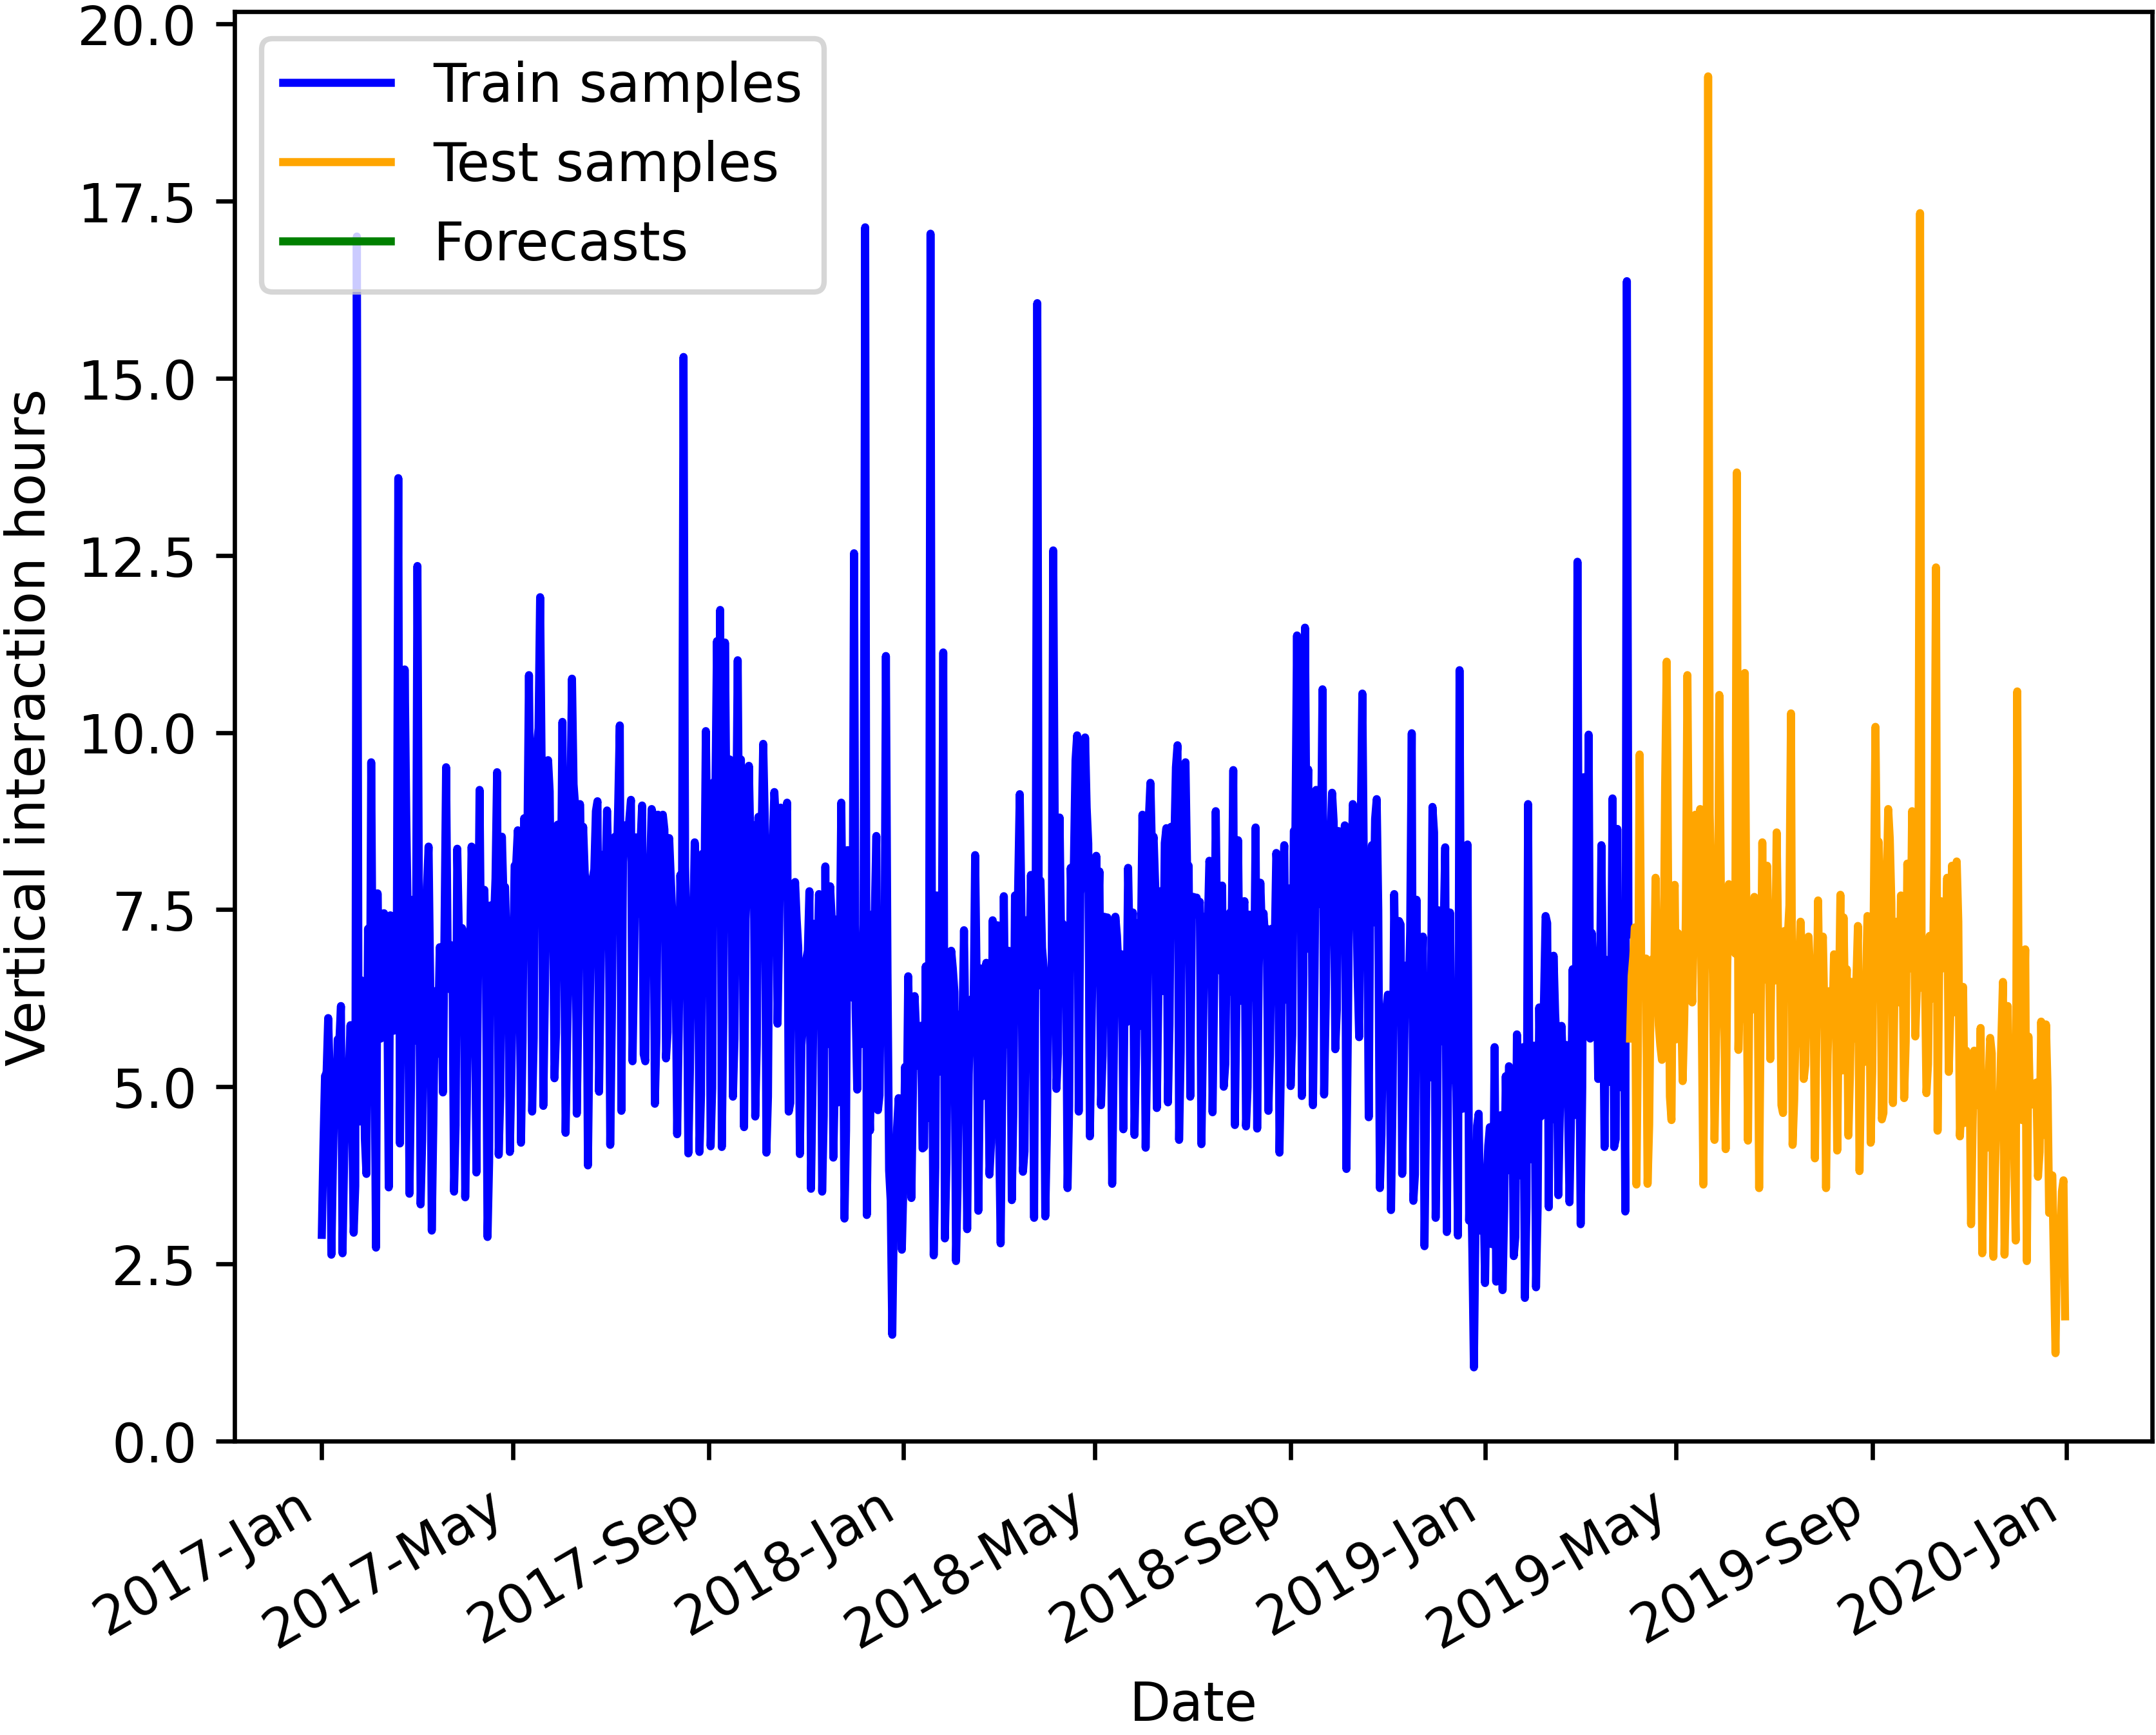 20.0
17.5
15.0
12.5
10.0
7.5
5.0
2.5
0.0
Vertical interaction hours
Train samples
Test samples
Forecasts
2017-Jan
2017-May
2017-Sep
2018-Jan
2018-May
2018-Sep
2019-Jan
2019-May
2019-Sep
2020-Jan
Date